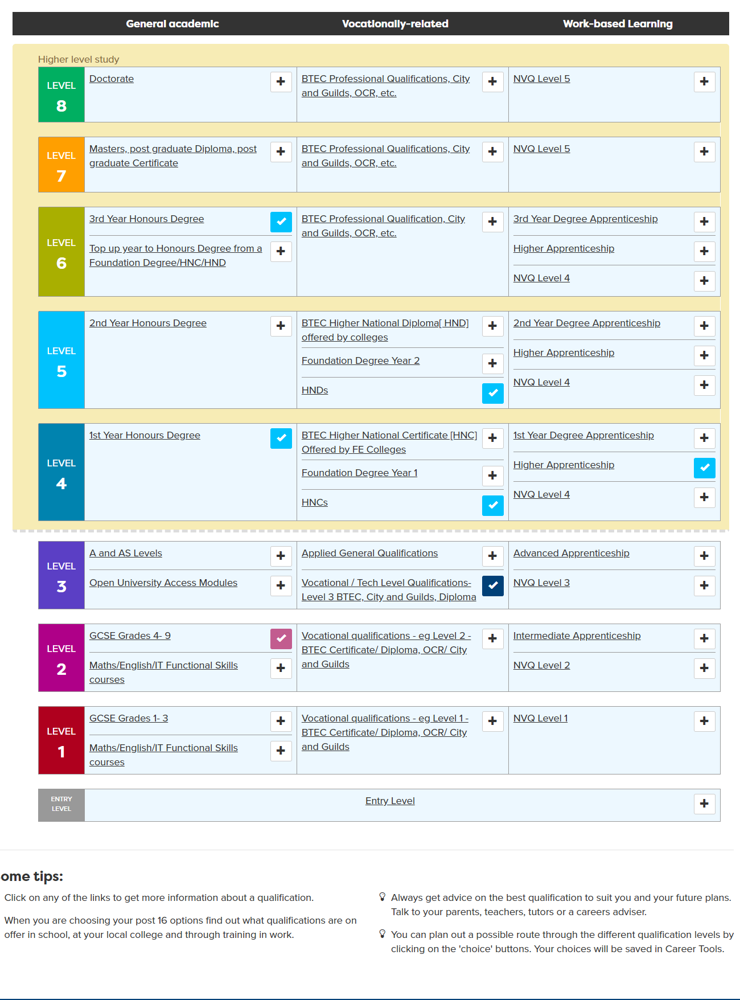 General academic
Vocationally-related
Work-based Learning
Higher level study
LEVEL
8
Doctorate
BTEC Professional Qualifications, City
and Guilds, OCR, etc.
NVQ Level 5
LEVEL
7
Masters, post graduate Diploma, post
graduate Certificate
BTEC Professional Qualifications, City
and Guilds, OCR, etc.
NVQ Level 5
LEVEL
6
3rd Year Honours Degree
Top up year to Honours Degree from a
Foundation Degree/HNC/HND
BTEC Professional Qualification, City
and Guilds, OCR, etc.
3rd Year Degree Apprenticeship
Higher Apprenticeship
NVQ Level 4
LEVEL
5
2nd Year Honours Degree
BTEC Higher National Diploma[ HND]
offered by colleges
Foundation Degree Year 2
HNDs
2nd Year Degree Apprenticeship
Higher Apprenticeship
NVQ Level 4
LEVEL
4
1st Year Honours Degree
BTEC Higher National Certificate [HNC]
Offered by FE Colleges
Foundation Degree Year 1
HNCs
1st Year Degree Apprenticeship
Higher Apprenticeship
NVQ Level 4
LEVEL
3
A and AS Levels
Open University Access Modules
Applied General Qualifications
Vocational / Tech Level Qualifications-
Level 3 BTEC, City and Guilds, Diploma
Advanced Apprenticeship
NVQ Level 3
LEVEL
2
GCSE Grades 4- 9
Maths/English/IT Functional Skills
courses
Vocational qualifications - eg Level 2 -
BTEC Certificate/ Diploma, OCR/ City
and Guilds
Intermediate Apprenticeship
NVQ Level 2
LEVEL
1
GCSE Grades 1- 3
Maths/English/IT Functional Skills
courses
Vocational qualifications - eg Level 1 -
BTEC Certificate/ Diploma, OCR/ City
and Guilds
NVQ Level 1
ENTRY
LEVEL
Entry Level
ome tips:
Click on any of the links to get more information about a qualification.
When you are choosing your post 16 options find out what qualifications are on
offer in school, at your local college and through training in work.
Always get advice on the best qualification to suit you and your future plans.
Talk to your parents, teachers, tutors or a careers adviser.
You can plan out a possible route through the different qualification levels by
clicking on the 'choice' buttons. Your choices will be saved in Career Tools.